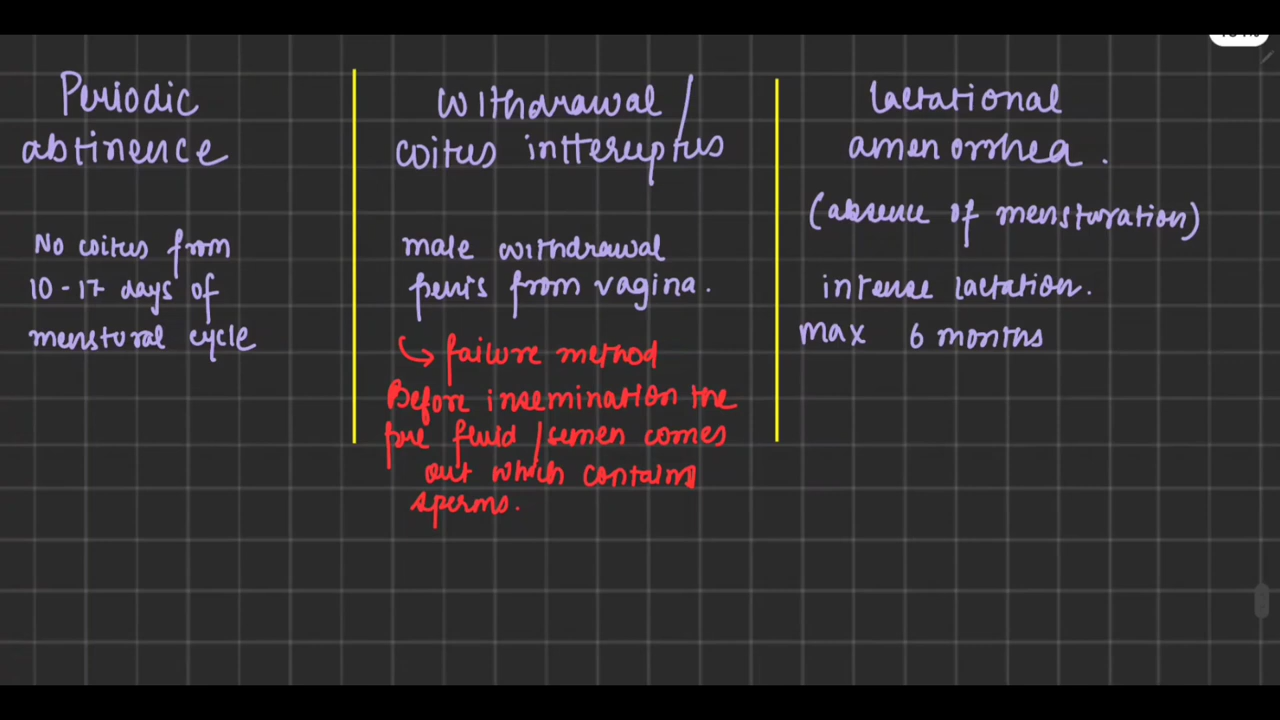 Periodic
abtinence
No coitus from
10-17 days of
menstural cycle
withdrawal /
coitus intteruptus
male withdrawal
penis from vagina.
↳ failure method
Before insemination the
pre fluid / semen comes
out which contains
sperms.
lactational
amenorrhea.
(absence of mensturation)
intense lactation.
max 6 months